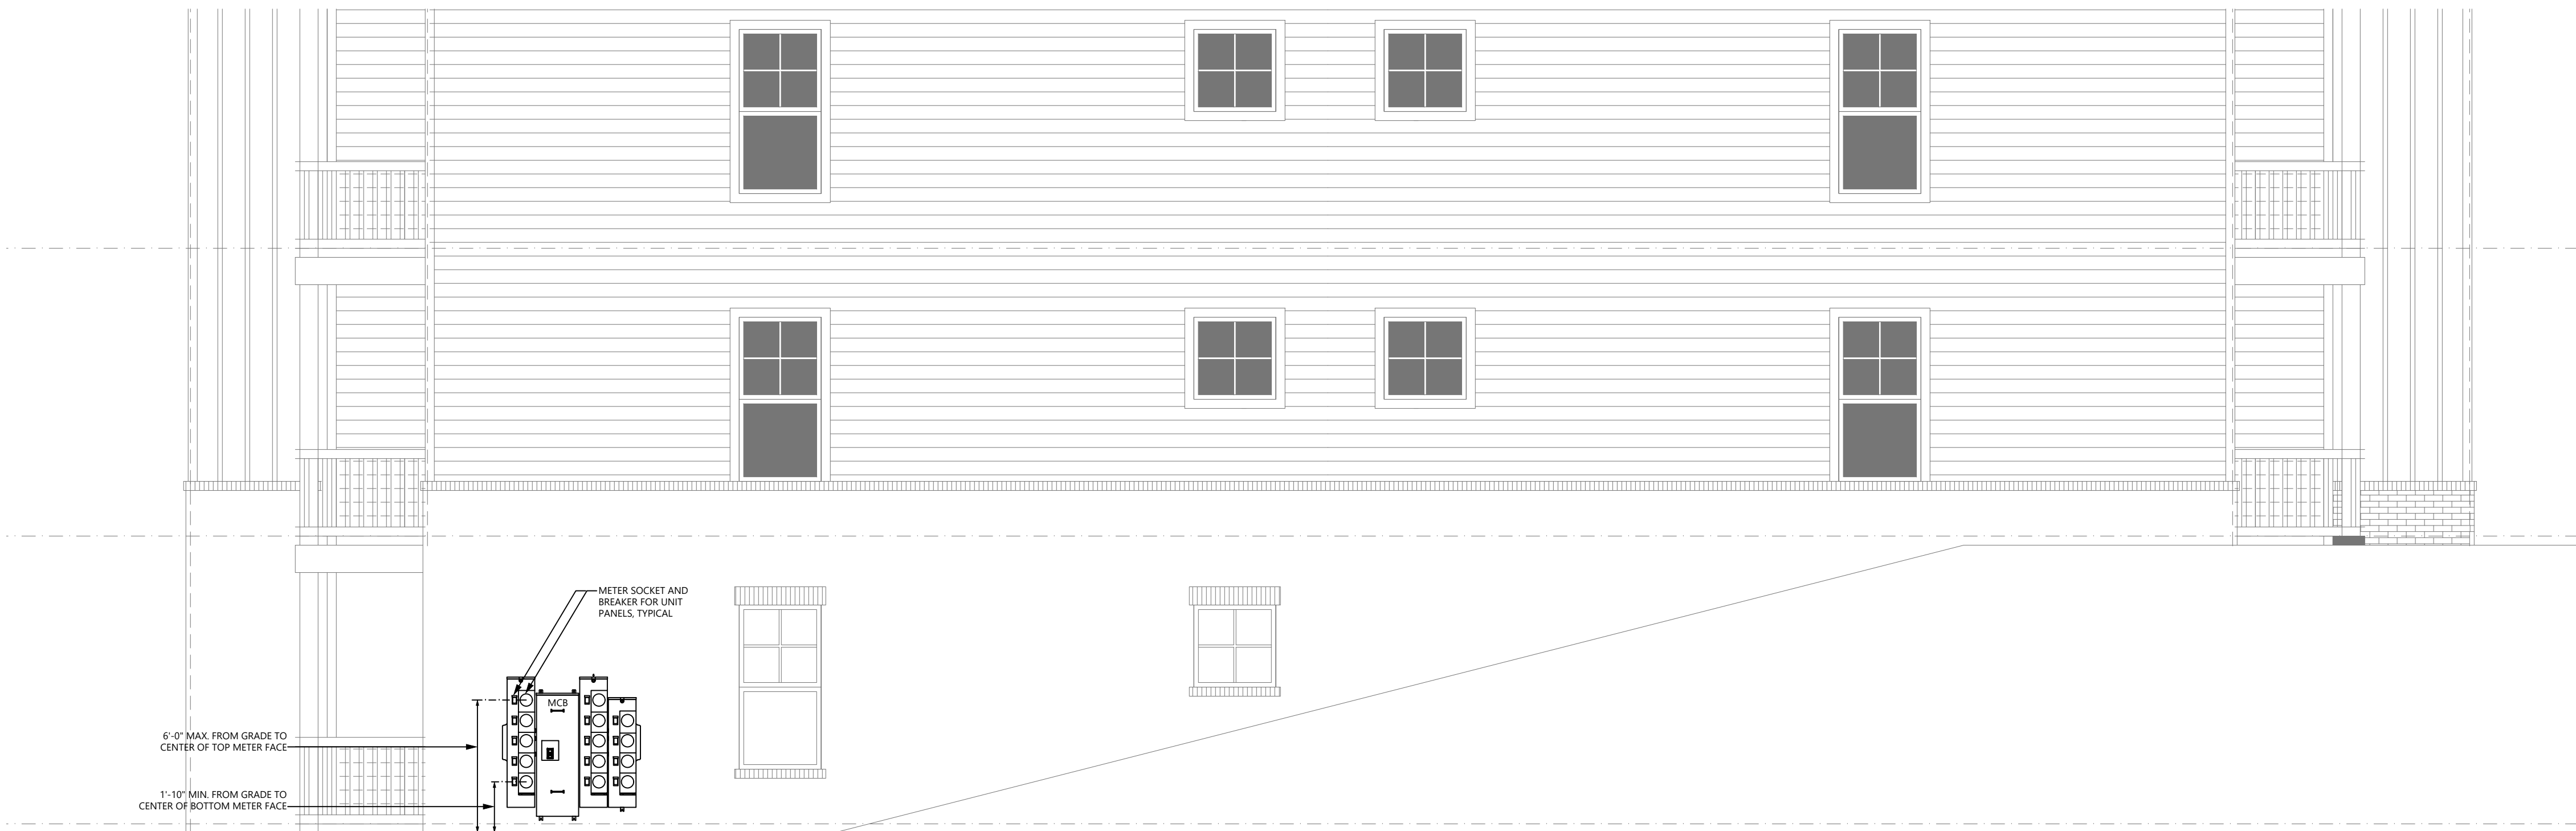 METER SOCKET AND
BREAKER FOR UNIT
PANELS, TYPICAL
MCB
6'-0" MAX. FROM GRADE TO
CENTER OF TOP METER FACE
1'-10" MIN. FROM GRADE TO
CENTER OF BOTTOM METER FACE